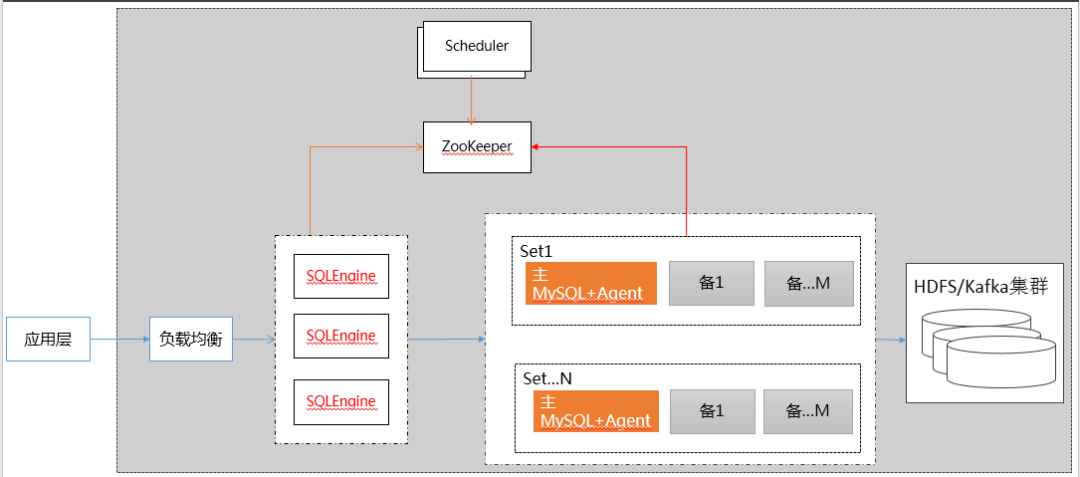 Scheduler
ZooKeeper
SQLEngine
SQLEngine
SQLEngine
应用层
负载均衡
Set1
主
MySQL+Agent
备1
备...M
Set...N
主
MySQL+Agent
备1
备...M
HDFS/Kafka集群